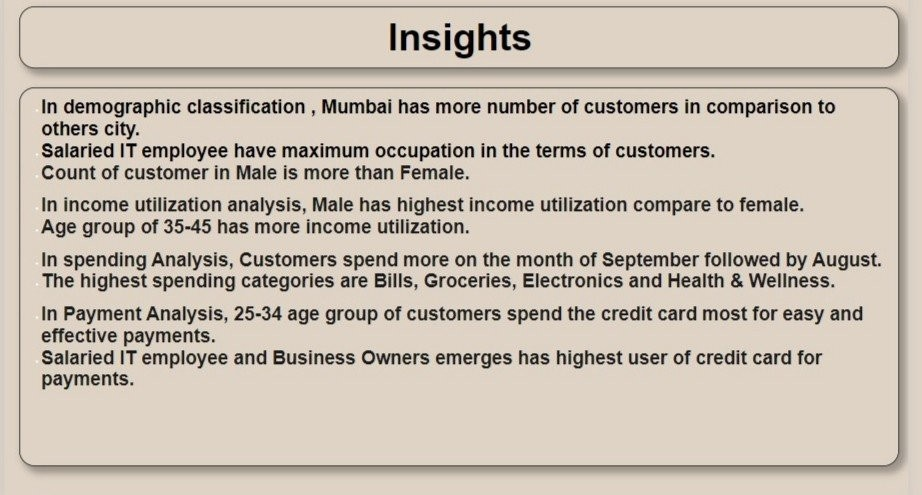 Insights
In demographic classification , Mumbai has more number of customers in comparison to
others city.
Salaried IT employee have maximum occupation in the terms of customers.
Count of customer in Male is more than Female.
In income utilization analysis, Male has highest income utilization compare to female.
Age group of 35-45 has more income utilization.
In spending Analysis, Customers spend more on the month of September followed by August.
The highest spending categories are Bills, Groceries, Electronics and Health & Wellness.
In Payment Analysis, 25-34 age group of customers spend the credit card most for easy and
effective payments.
Salaried IT employee and Business Owners emerges has highest user of credit card for
payments.